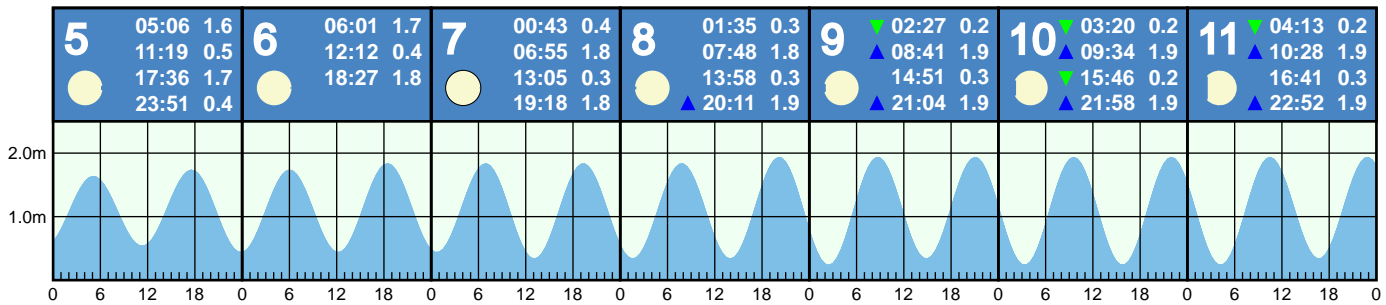 5
05:06 1.6
11:19 0.5
17:36 1.7
23:51 0.4
6
06:01 1.7
12:12 0.4
18:27 1.8
7
00:43 0.4
06:55 1.8
13:05 0.3
19:18 1.8
8
01:35 0.3
07:48 1.8
13:58 0.3
▲ 20:11 1.9
9
▼ 02:27 0.2
▲ 08:41 1.9
14:51 0.3
▲ 21:04 1.9
10
▼ 03:20 0.2
▲ 09:34 1.9
▼ 15:46 0.2
▲ 21:58 1.9
11
▼ 04:13 0.2
▲ 10:28 1.9
16:41 0.3
▲ 22:52 1.9
2.0m
1.0m
0 6 12 18 0 6 12 18 0 6 12 18 0 6 12 18 0 6 12 18 0 6 12 18 0 6 12 18 0